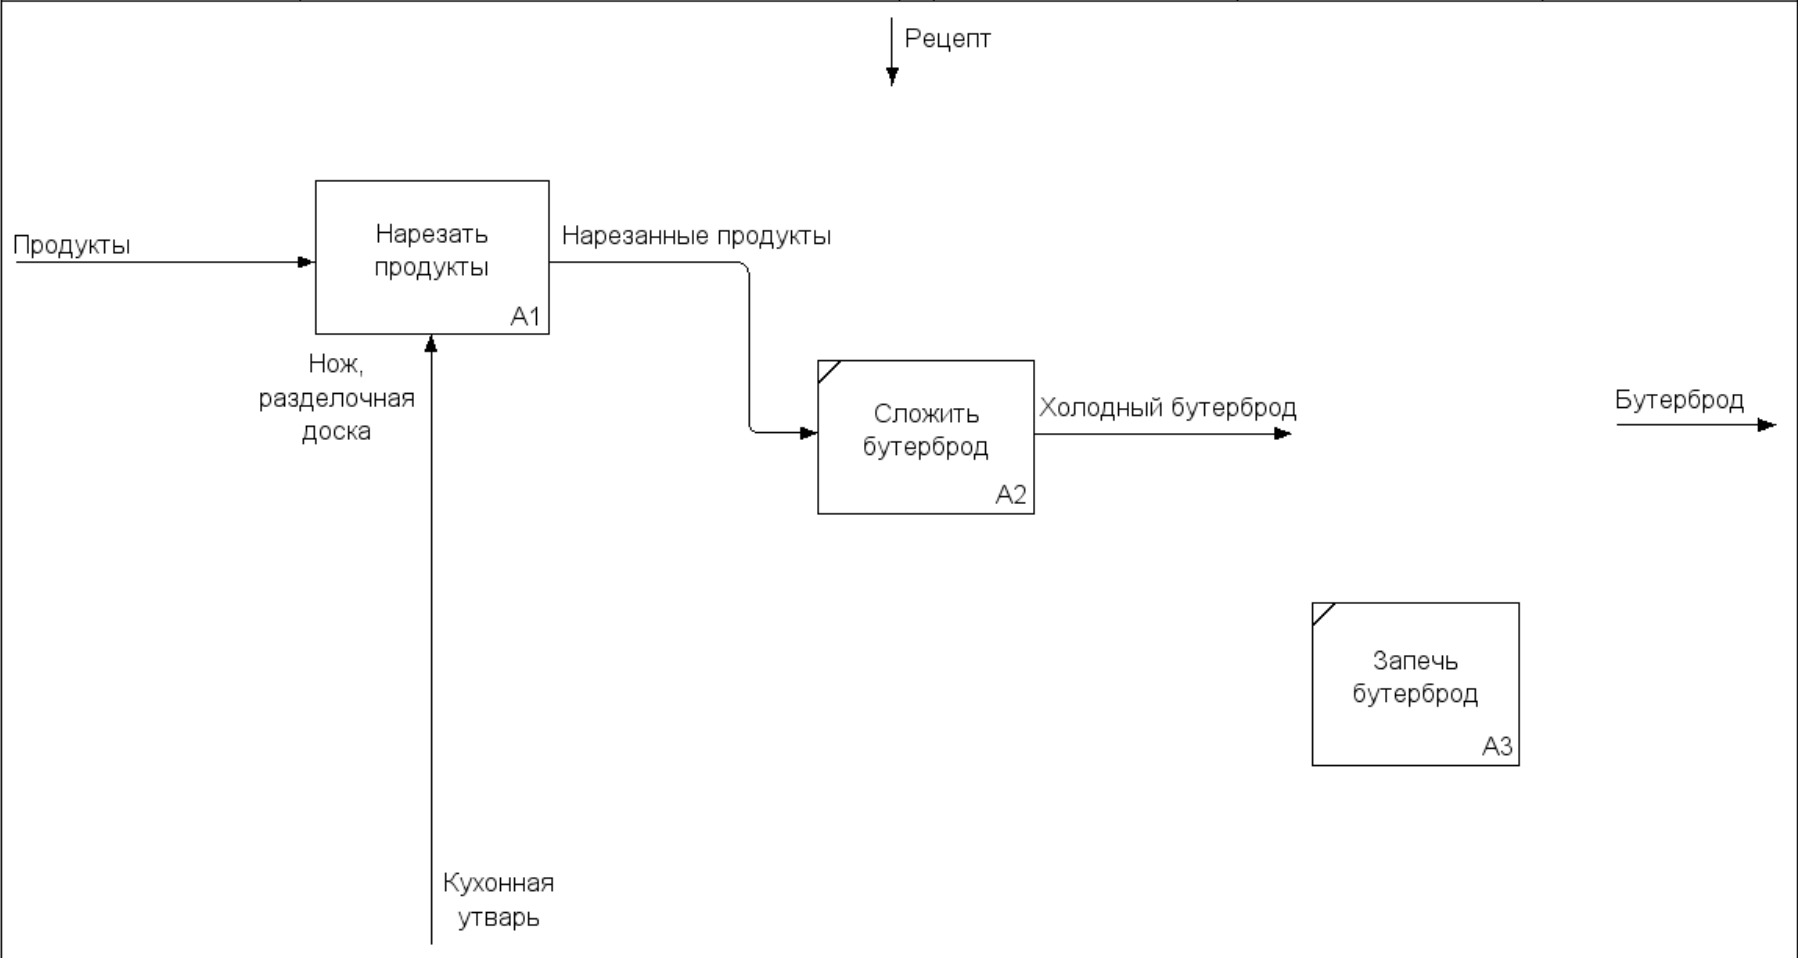 Рецепт
Продукты
Нарезать
продукты
A1
Нарезанные продукты
Нож,
разделочная
доска
Сложить
бутерброд
A2
Холодный бутерброд
Бутерброд
Запечь
бутерброд
A3
Кухонная
утварь